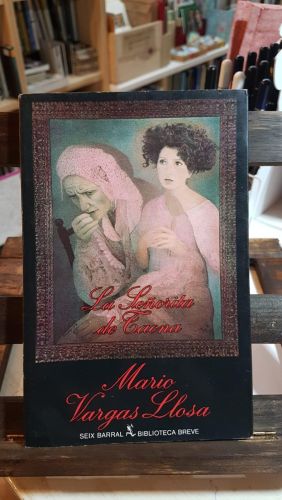 La Señorita
de Tacna
Mario
Vargas Llosa
SEIX BARRAL BIBLIOTECA BREVE